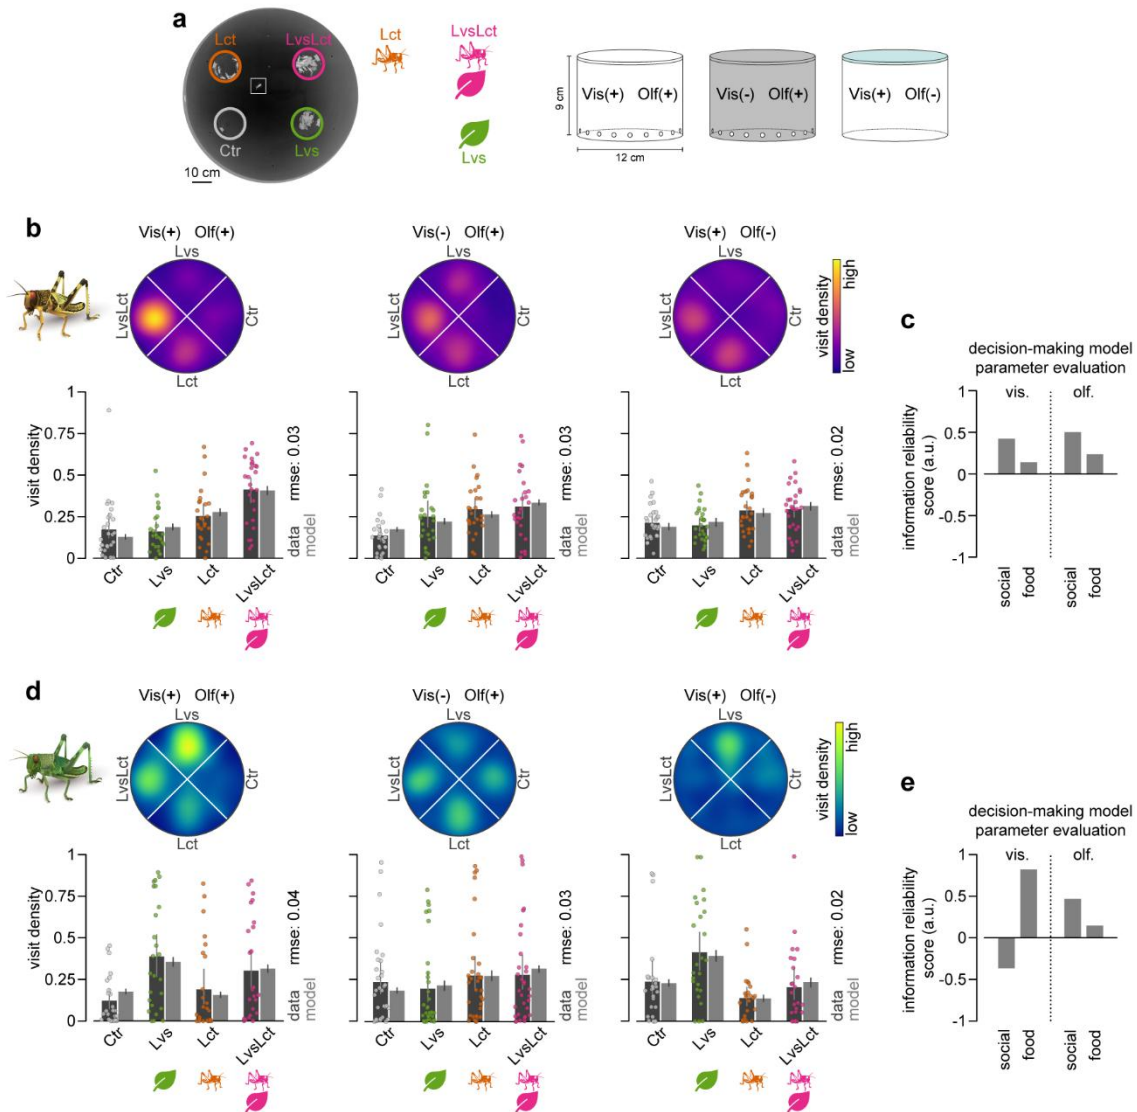 a
Lct
LvsLct
Ctr
Lvs
10 cm
Lct
LvsLct
Lvs
9 cm
Vis(+) Olf(+)
12 cm
Vis(-) Olf(+)
Vis(+) Olf(-)
b
Vis(+) Olf(+)
Lvs
LvsLct
Ctr
Lct
Vis(-) Olf(+)
Lvs
LvsLct
Ctr
Lct
Vis(+) Olf(-)
Lvs
LvsLct
Ctr
Lct
visit density
low
high
visit density
1
0.75
0.5
0.25
0
Ctr
Lvs
Lct
LvsLct
data
model
rmse: 0.03
Ctr
Lvs
Lct
LvsLct
data
model
rmse: 0.03
Ctr
Lvs
Lct
LvsLct
data
model
rmse: 0.02
c
decision-making model
parameter evaluation
vis.
olf.
information reliability
score (a.u.)
1
0.5
0
-0.5
-1
social
food
social
food
d
Vis(+) Olf(+)
Lvs
LvsLct
Ctr
Lct
Vis(-) Olf(+)
Lvs
LvsLct
Ctr
Lct
Vis(+) Olf(-)
Lvs
LvsLct
Ctr
Lct
visit density
low
high
visit density
1
0.75
0.5
0.25
0
Ctr
Lvs
Lct
LvsLct
data
model
rmse: 0.04
Ctr
Lvs
Lct
LvsLct
data
model
rmse: 0.03
Ctr
Lvs
Lct
LvsLct
data
model
rmse: 0.02
e
decision-making model
parameter evaluation
vis.
olf.
information reliability
score (a.u.)
1
0.5
0
-0.5
-1
social
food
social
food